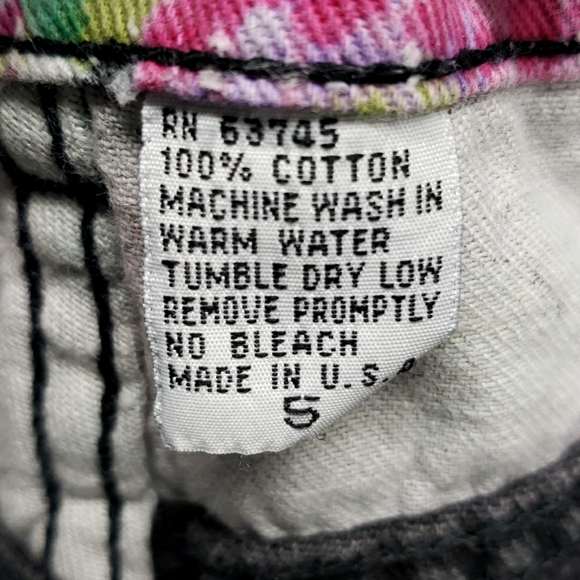 RN 63745
100% COTTON
MACHINE WASH IN
WARM WATER
TUMBLE DRY LOW
REMOVE PROMPTLY
NO BLEACH
MADE IN U.S.A
5